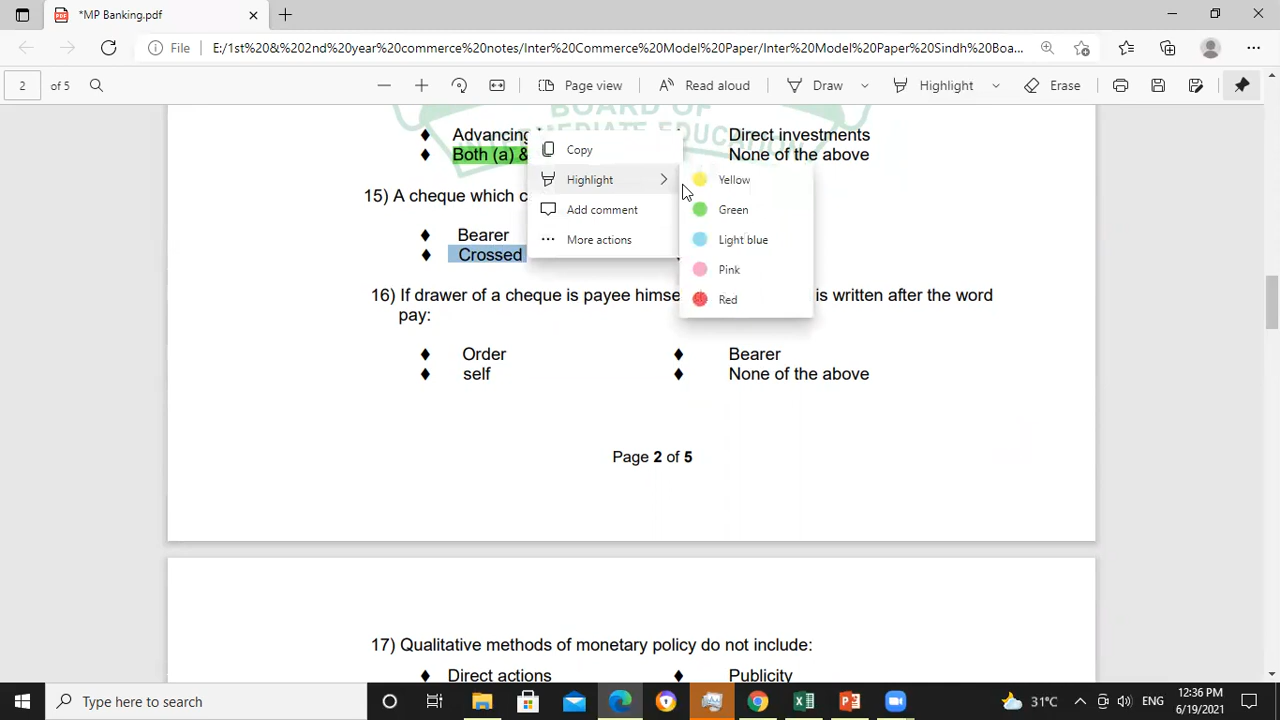 *MP Banking.pdf
File
E:/1st%20&%202nd%20year%20commerce%20notes/Inter%20Commerce%20Model%20Paper/Inter%20Model%20Paper%20Sindh%20Boa...
2 of 5
Page view
Read aloud
Draw
Highlight
Erase
BOARD OF
MEDIATE EDUCATION
Advancing
Direct investments
Both (a) &
None of the above
Copy
Highlight
Add comment
More actions
Yellow
Green
Light blue
Pink
Red
15) A cheque which c
Bearer
Crossed
16) If drawer of a cheque is payee himse is written after the word
pay:
Order
Bearer
self
None of the above
Page 2 of 5
17) Qualitative methods of monetary policy do not include:
Direct actions
Publicity
Type here to search
31°C
ENG
12:36 PM
6/19/2021